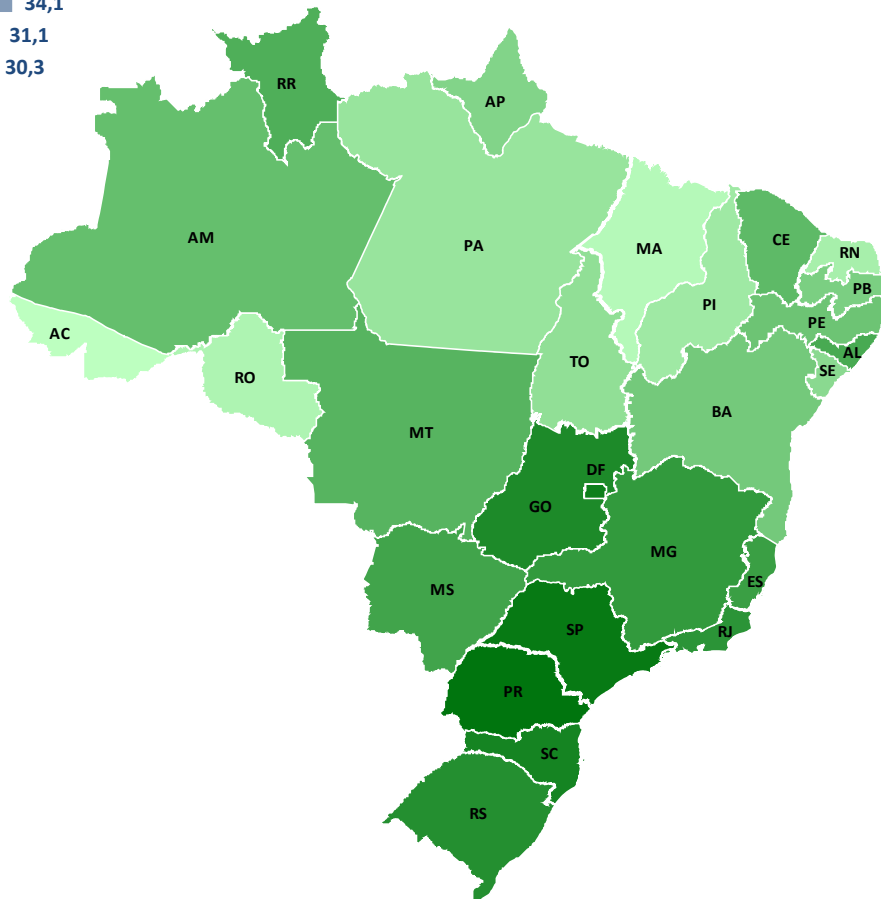 34,1
31,1
30,3
RR
AP
AM
PA
MA
CE
RN
PB
PI
PE
AC
AL
TO
SE
RO
BA
MT
DF
GO
MG
ES
MS
SP
RJ
PR
SC
RS